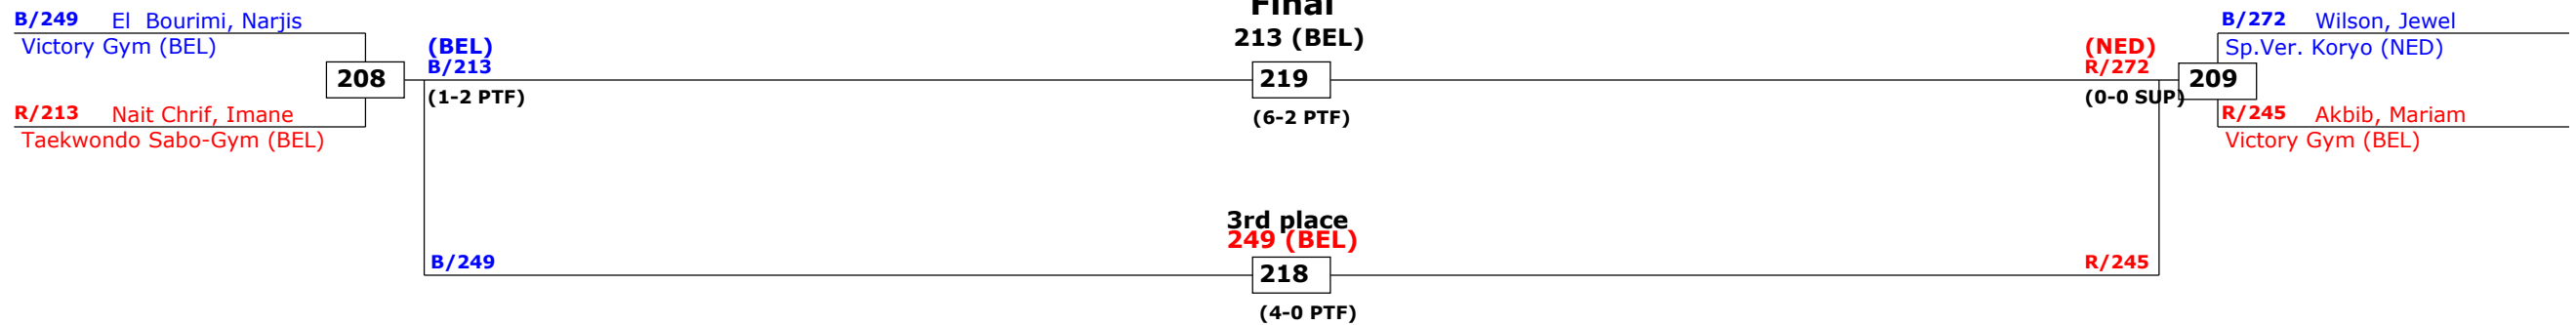 B/249 El Bourimi, Narjis
Victory Gym (BEL)
208
R/213 Nait Chrif, Imane
Taekwondo Sabo-Gym (BEL)
(BEL)
B/213
(1-2 PTF)
Final
213 (BEL)
219
(6-2 PTF)
(NED)
R/272
(0-0 SUP)
B/272 Wilson, Jewel
Sp.Ver. Koryo (NED)
209
R/245 Akbib, Mariam
Victory Gym (BEL)
3rd place
249 (BEL)
B/249
218
R/245
(4-0 PTF)